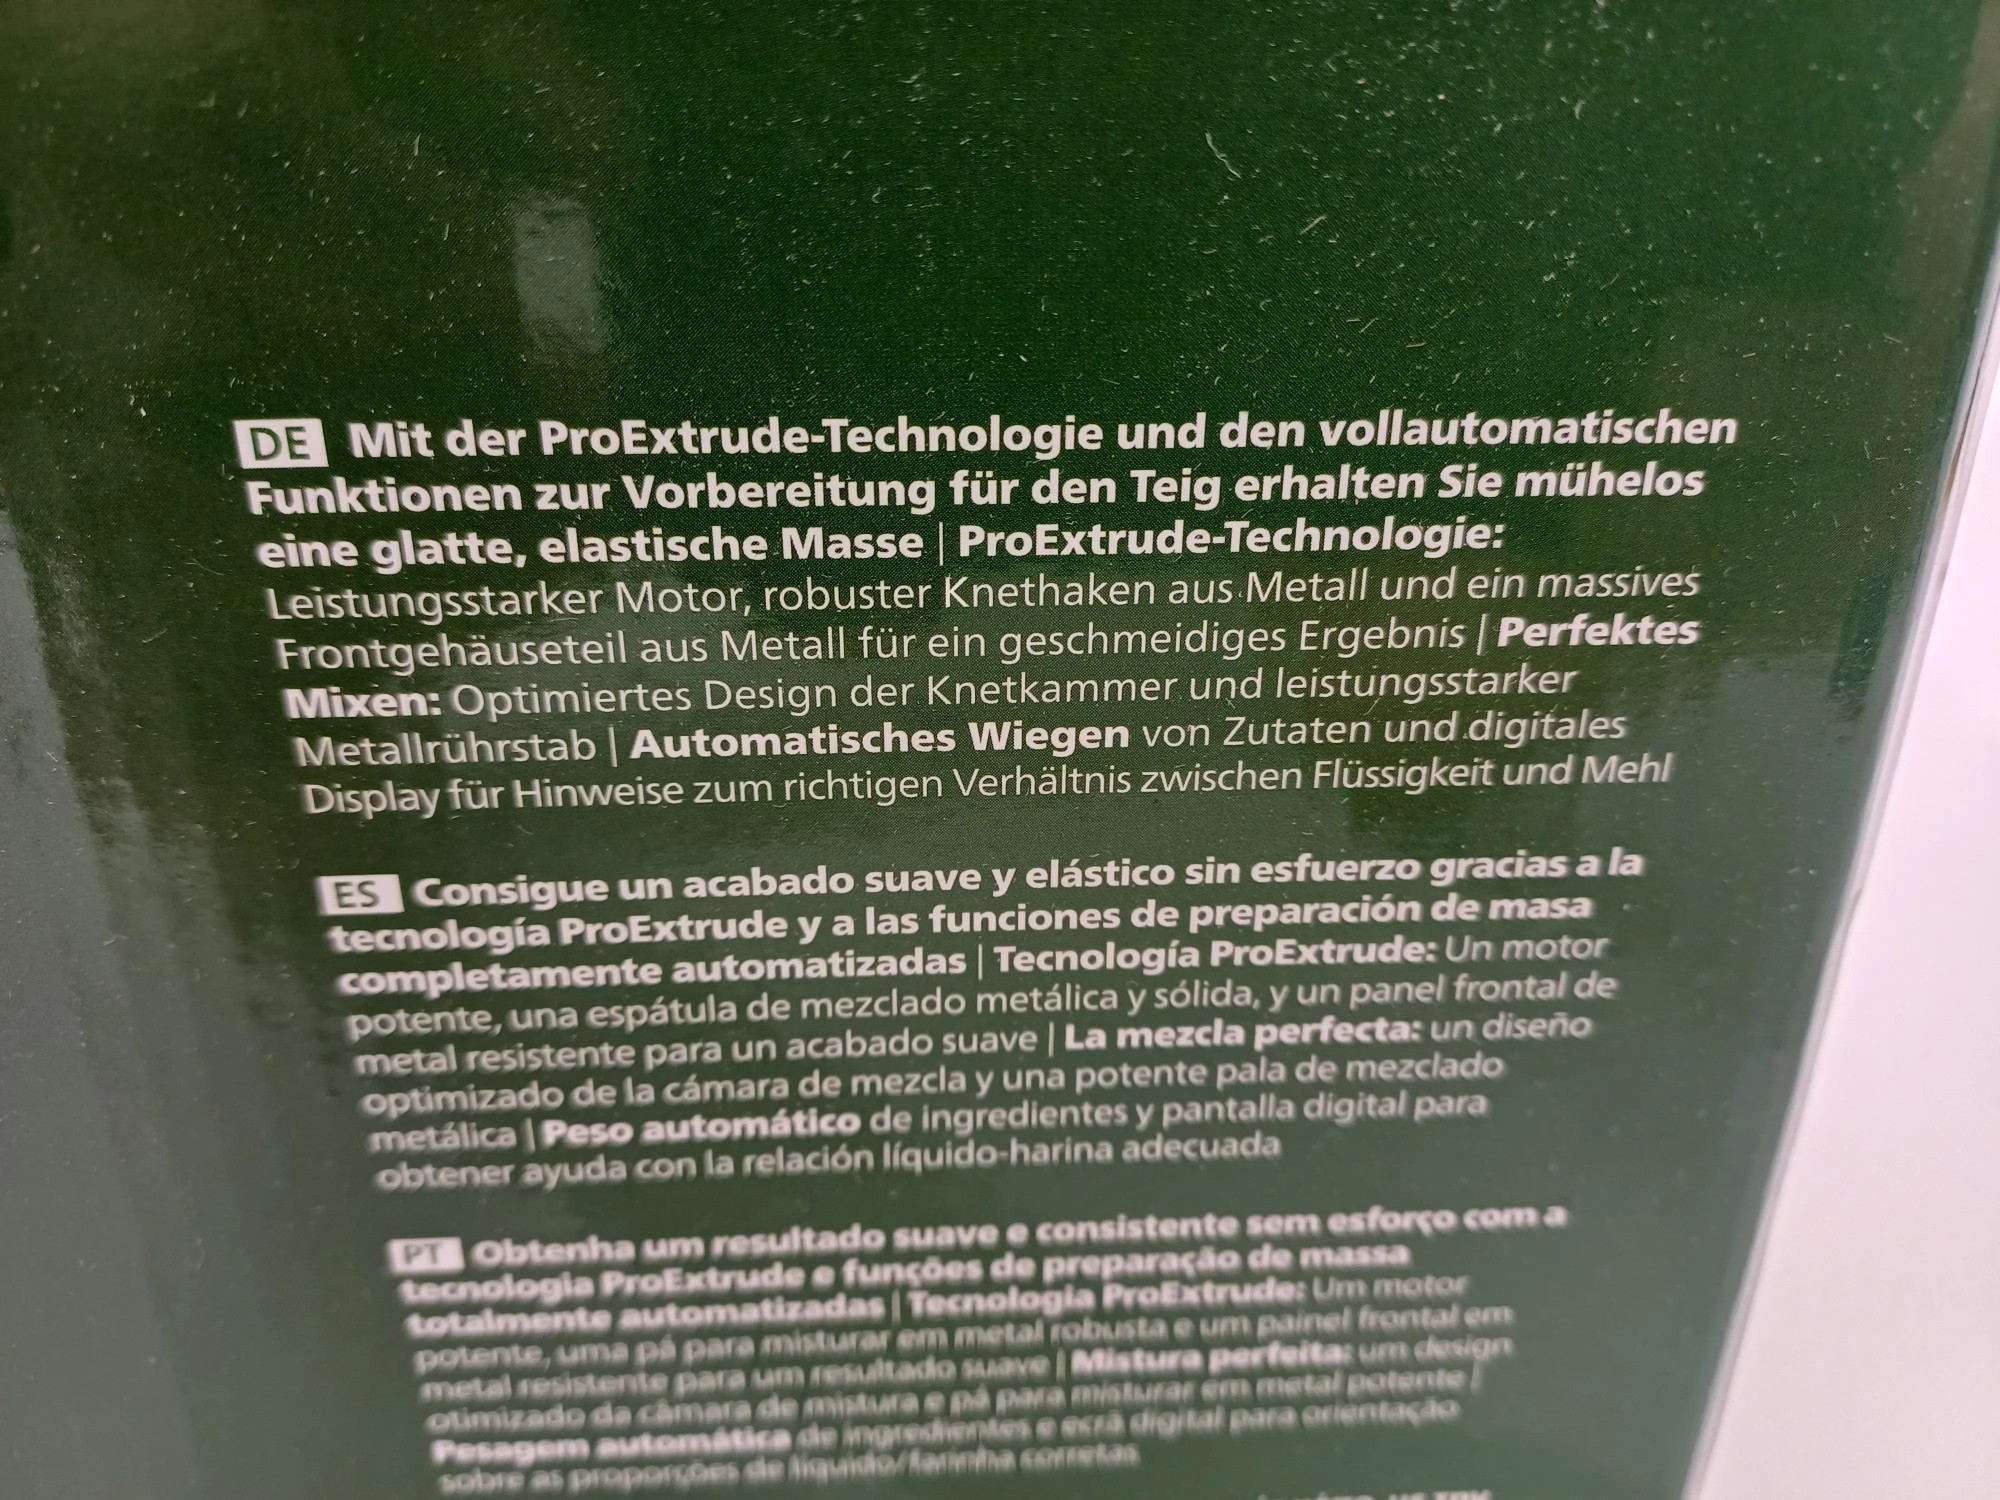 DE Mit der ProExtrude-Technologie und den vollautomatischen
Funktionen zur Vorbereitung für den Teig erhalten Sie mühelos
eine glatte, elastische Masse | ProExtrude-Technologie:
Leistungsstarker Motor, robuster Knethaken aus Metall und ein massives
Frontgehäuseteil aus Metall für ein geschmeidiges Ergebnis | Perfektes
Mixen: Optimiertes Design der Knetkammer und leistungsstarker
Metallrührstab | Automatisches Wiegen von Zutaten und digitales
Display für Hinweise zum richtigen Verhältnis zwischen Flüssigkeit und Mehl
ES Consigue un acabado suave y elástico sin esfuerzo gracias a la
tecnología ProExtrude y a las funciones de preparación de masa
completamente automatizadas | Tecnología ProExtrude: Un motor
potente, una espátula de mezclado metálica y sólida, y un panel frontal de
metal resistente para un acabado suave | La mezcla perfecta: un diseño
optimizado de la cámara de mezcla y una potente pala de mezclado
metálica | Peso automático de ingredientes y pantalla digital para
obtener ayuda con la relación líquido-harina adecuada
PT Obtenha um resultado suave e consistente sem esforço com a
tecnologia ProExtrude e funções de preparação de massa
totalmente automatizadas | Tecnologia ProExtrude: Um motor
potente, uma pá para misturar em metal robusta e um painel frontal em
metal resistente para um resultado suave | Mistura perfeita: um design
otimizado da câmara de mistura e pá para misturar em metal potente |
Pesagem automática de ingredientes e ecrã digital para orientação
sobre as proporções de líquido/farinha corretas